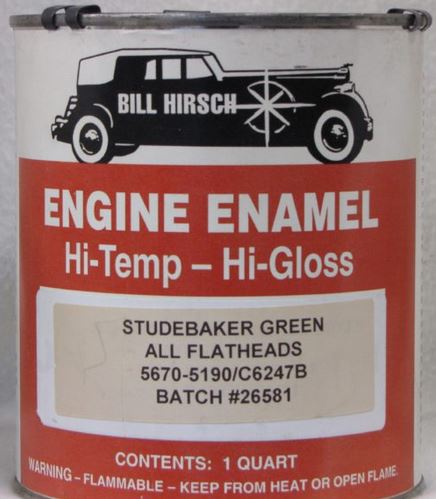 BILL HIRSCH
ENGINE ENAMEL
Hi-Temp – Hi-Gloss
STUDEBAKER GREEN
ALL FLATHEADS
5670-5190/C6247B
BATCH #26581
CONTENTS: 1 QUART
WARNING – FLAMMABLE – KEEP FROM HEAT OR OPEN FLAME.